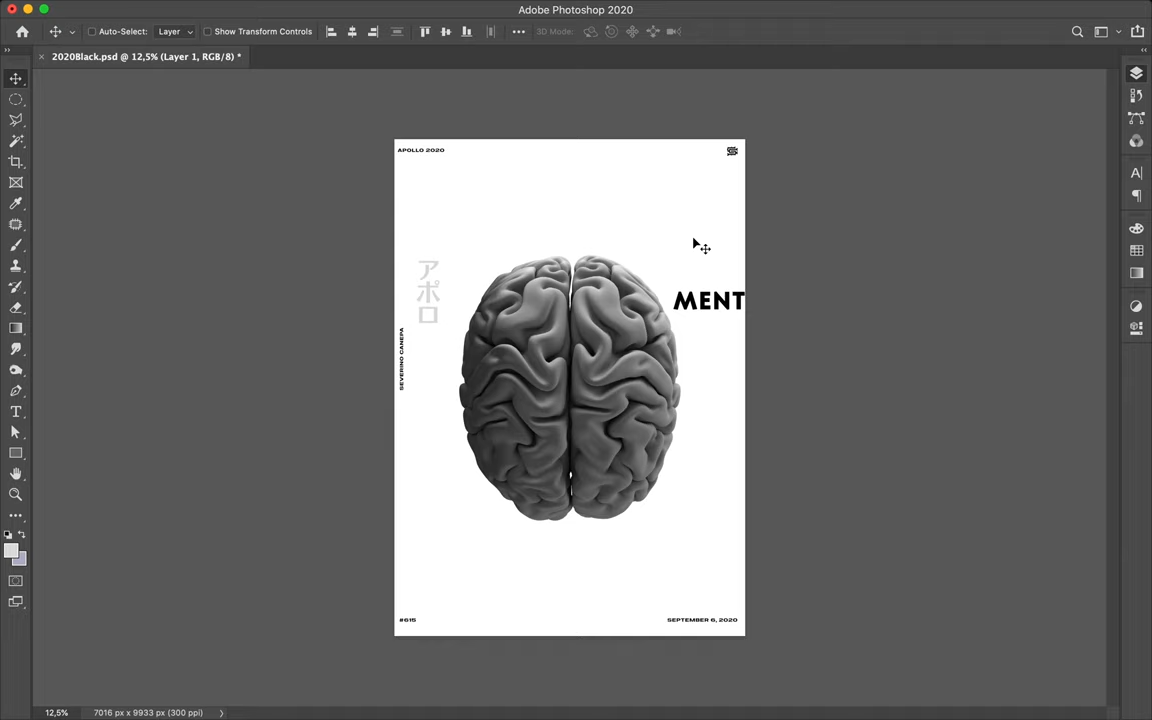 Adobe Photoshop 2020
Auto-Select:
Layer
Show Transform Controls
3D Mode:
2020Black.psd @ 12,5% (Layer 1, RGB/8) *
APOLLO 2020
アポロ
MENT
SEVERINO CANEPA
#615
SEPTEMBER 6, 2020
12,5%
7016 px x 9933 px (300 ppi)